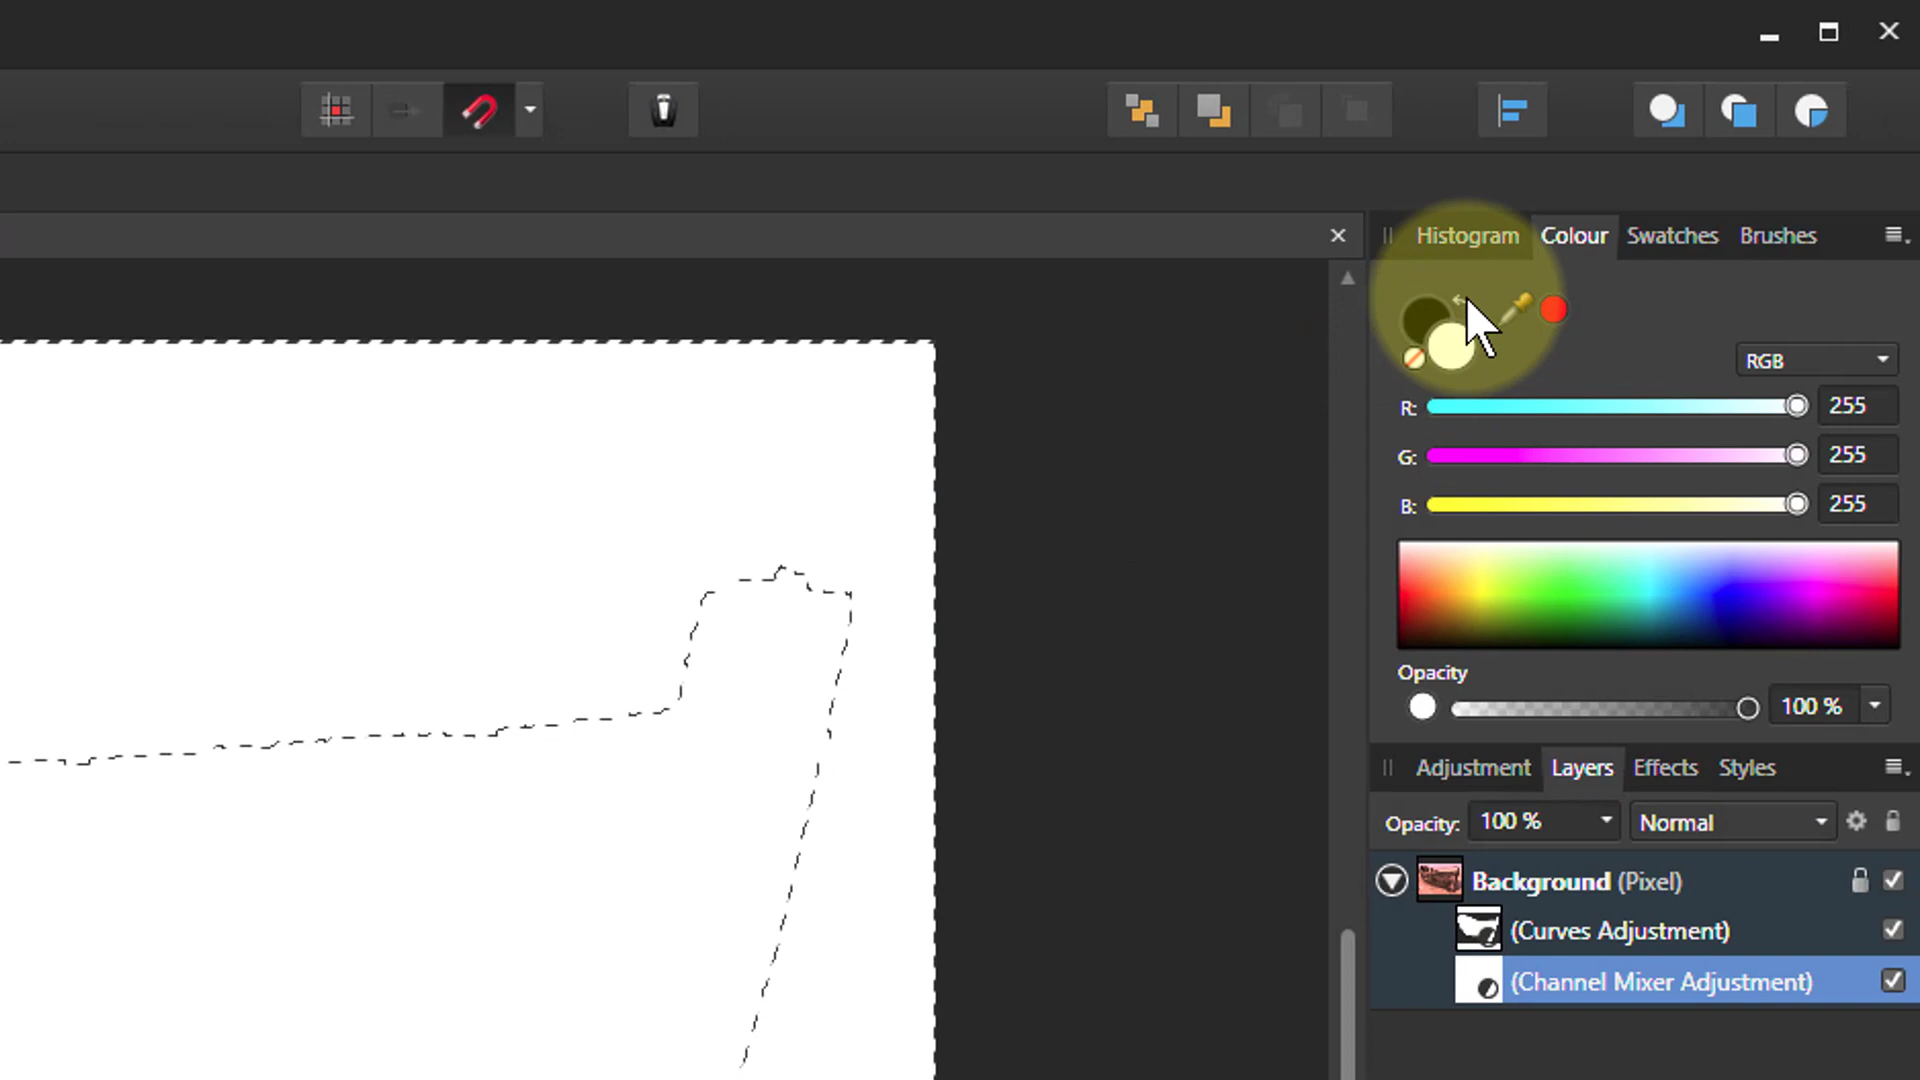 Histogram Colour Swatches Brushes
RGB
R: 255
G: 255
B: 255
Opacity
100 %
Adjustment Layers Effects Styles
Opacity: 100 % Normal
Background (Pixel)
(Curves Adjustment)
(Channel Mixer Adjustment)